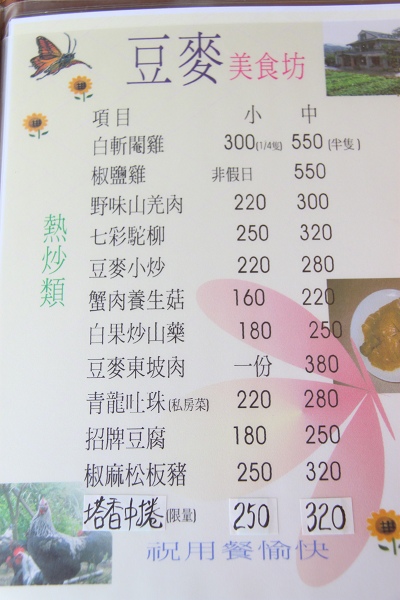 豆麥美食坊
項目 小 中
白斬閹雞 300(1/4隻) 550(半隻)
椒鹽雞 非假日 550
野味山羌肉 220 300
七彩駝柳 250 320
豆麥小炒 220 280
蟹肉養生菇 160 220
白果炒山藥 180 250
豆麥東坡肉 一份 380
青龍吐珠(私房菜) 220 280
招牌豆腐 180 250
椒麻松板豬 250 320
塔香中捲(限量) 250 320
熱炒類
祝用餐愉快